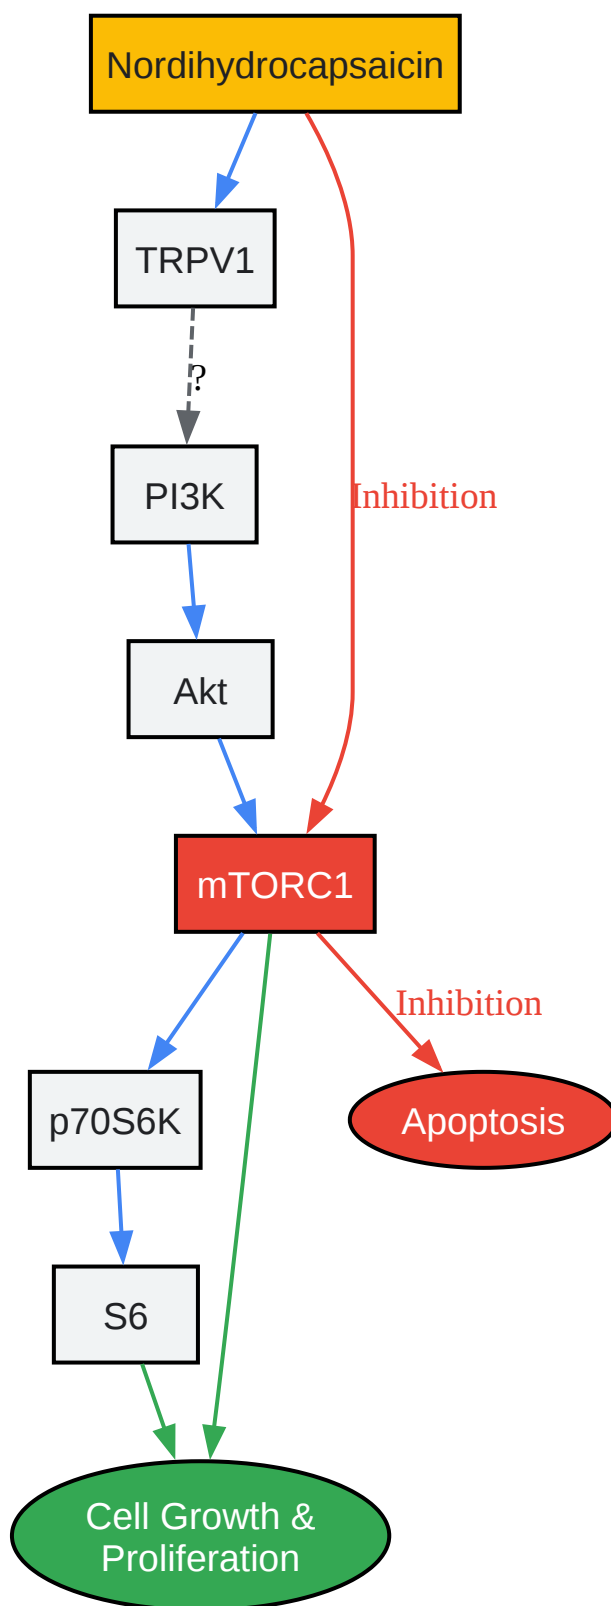 Nordihydrocapsaicin
TRPV1
?
PI3K
Inhibition
Akt
mTORC1
Inhibition
p70S6K
Apoptosis
S6
Cell Growth &
Proliferation